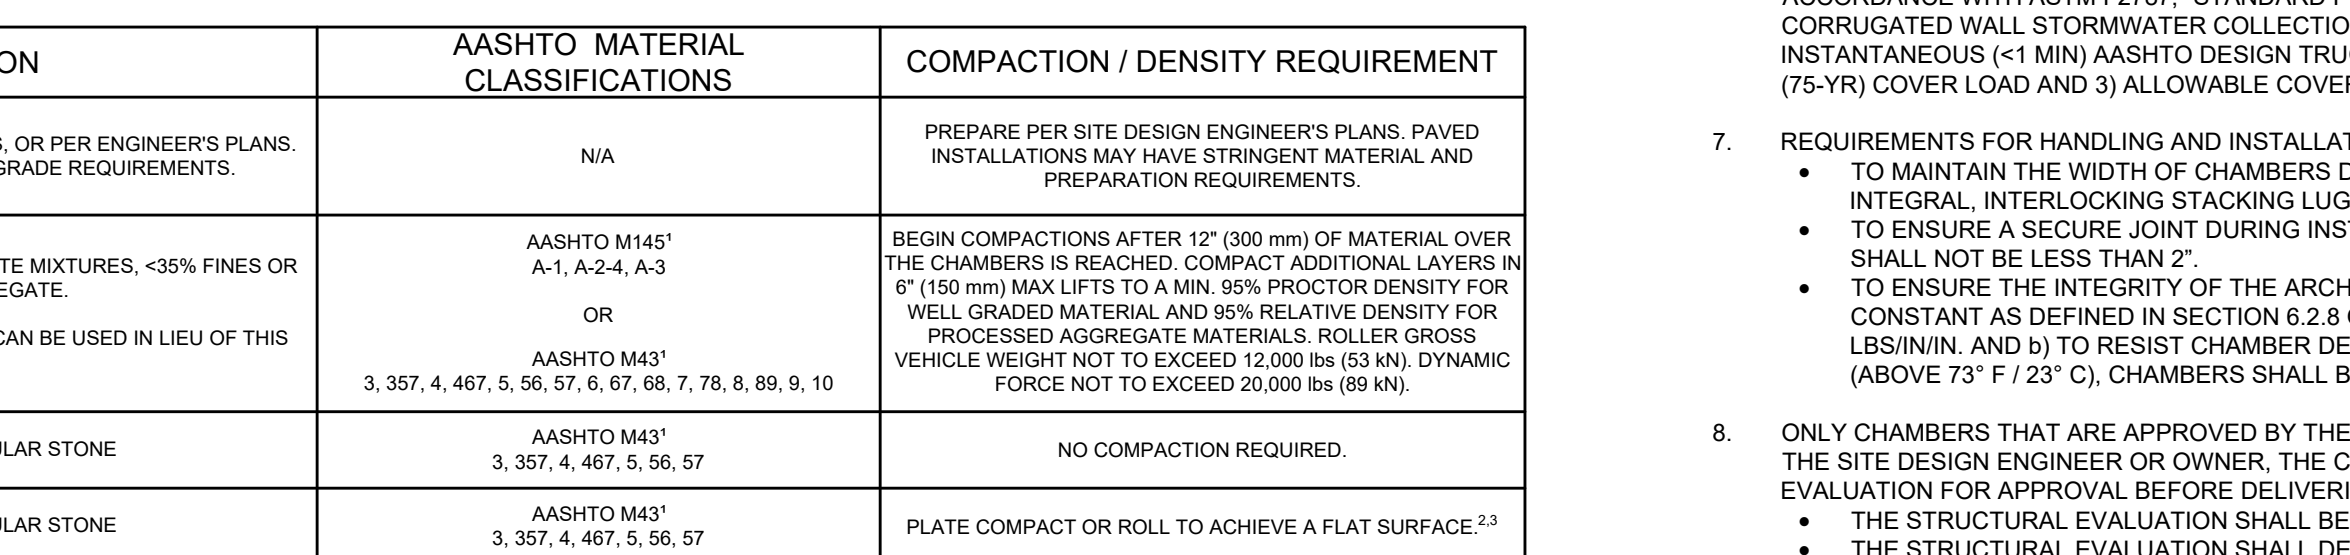 ON
AASHTO MATERIAL
CLASSIFICATIONS
COMPACTION / DENSITY REQUIREMENT
, OR PER ENGINEER'S PLANS.
GRADE REQUIREMENTS.
N/A
PREPARE PER SITE DESIGN ENGINEER'S PLANS. PAVED
INSTALLATIONS MAY HAVE STRINGENT MATERIAL AND
PREPARATION REQUIREMENTS.
TE MIXTURES, <35% FINES OR
EGATE.
CAN BE USED IN LIEU OF THIS
AASHTO M145¹
A-1, A-2-4, A-3
OR
AASHTO M43¹
3, 357, 4, 467, 5, 56, 57, 6, 67, 68, 7, 78, 8, 89, 9, 10
BEGIN COMPACTIONS AFTER 12" (300 mm) OF MATERIAL OVER
THE CHAMBERS IS REACHED. COMPACT ADDITIONAL LAYERS IN
6" (150 mm) MAX LIFTS TO A MIN. 95% PROCTOR DENSITY FOR
WELL GRADED MATERIAL AND 95% RELATIVE DENSITY FOR
PROCESSED AGGREGATE MATERIALS. ROLLER GROSS
VEHICLE WEIGHT NOT TO EXCEED 12,000 lbs (53 kN). DYNAMIC
FORCE NOT TO EXCEED 20,000 lbs (89 kN).
ULAR STONE
AASHTO M43¹
3, 357, 4, 467, 5, 56, 57
NO COMPACTION REQUIRED.
ULAR STONE
AASHTO M43¹
3, 357, 4, 467, 5, 56, 57
PLATE COMPACT OR ROLL TO ACHIEVE A FLAT SURFACE.²,³
CORRUGATED WALL STORMWATER COLLECTIO
INSTANTANEOUS (<1 MIN) AASHTO DESIGN TRU
(75-YR) COVER LOAD AND 3) ALLOWABLE COVER
7. REQUIREMENTS FOR HANDLING AND INSTALLAT
• TO MAINTAIN THE WIDTH OF CHAMBERS D
INTEGRAL, INTERLOCKING STACKING LUG
• TO ENSURE A SECURE JOINT DURING INS
SHALL NOT BE LESS THAN 2”.
• TO ENSURE THE INTEGRITY OF THE ARCH
CONSTANT AS DEFINED IN SECTION 6.2.8
LBS/IN/IN. AND b) TO RESIST CHAMBER DE
(ABOVE 73° F / 23° C), CHAMBERS SHALL B
8. ONLY CHAMBERS THAT ARE APPROVED BY THE
THE SITE DESIGN ENGINEER OR OWNER, THE C
EVALUATION FOR APPROVAL BEFORE DELIVERI
• THE STRUCTURAL EVALUATION SHALL BE
• THE STRUCTURAL EVALUATION SHALL DE